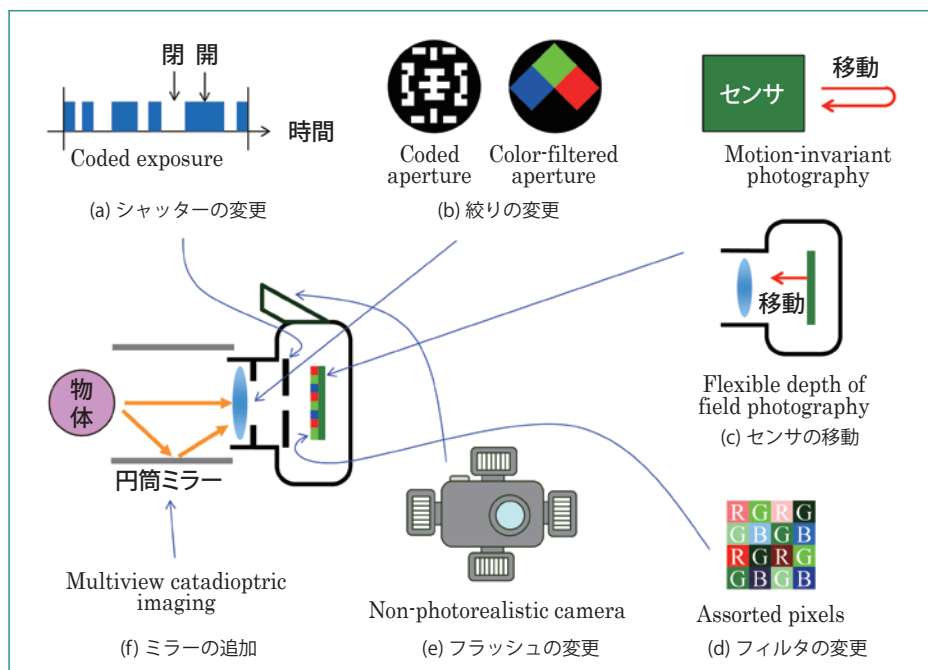 閉 開
時間
Coded exposure
(a) シャッターの変更
Coded
aperture
Color-filtered
aperture
(b) 絞りの変更
センサ
移動
Motion-invariant
photography
移動
Flexible depth of
field photography
(c) センサの移動
物
体
円筒ミラー
Multiview catadioptric
imaging
(f) ミラーの追加
Non-photorealistic camera
(e) フラッシュの変更
R G R G
G B G B
R G R G
G B G B
Assorted pixels
(d) フィルタの変更